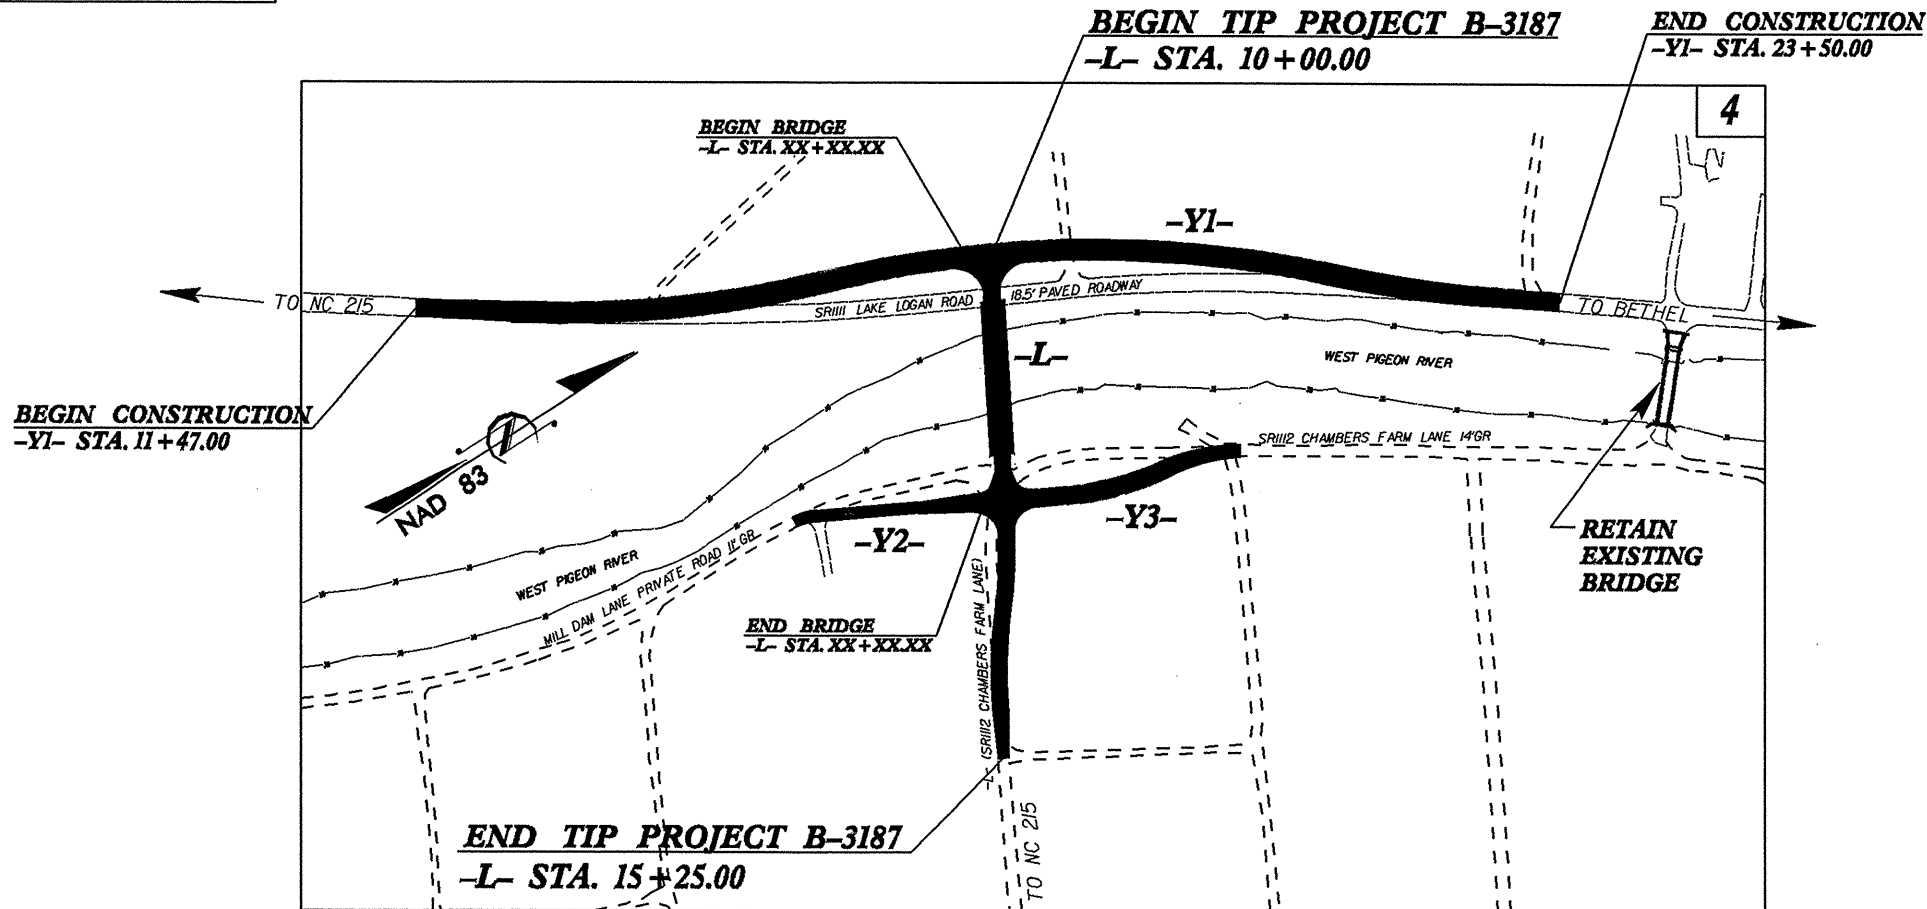 BEGIN TIP PROJECT B-3187
-L- STA. 10+00.00
END CONSTRUCTION
-Y1- STA. 23+50.00
4
BEGIN BRIDGE
-L- STA. XX+XX.XX
-Y1-
TO NC 215
SR1111 LAKE LOGAN ROAD
18.5' PAVED ROADWAY
TO BETHEL
-L-
WEST PIGEON RIVER
BEGIN CONSTRUCTION
-Y1- STA. 11+47.00
NAD 83
SR1112 CHAMBERS FARM LANE 14'GR
-Y2-
-Y3-
RETAIN
EXISTING
BRIDGE
WEST PIGEON RIVER
MILL DAM LANE PRIVATE ROAD 11' GR
END BRIDGE
-L- STA. XX+XX.XX
-L- (SR1112 CHAMBERS FARM LANE)
END TIP PROJECT B-3187
-L- STA. 15+25.00
TO NC 215